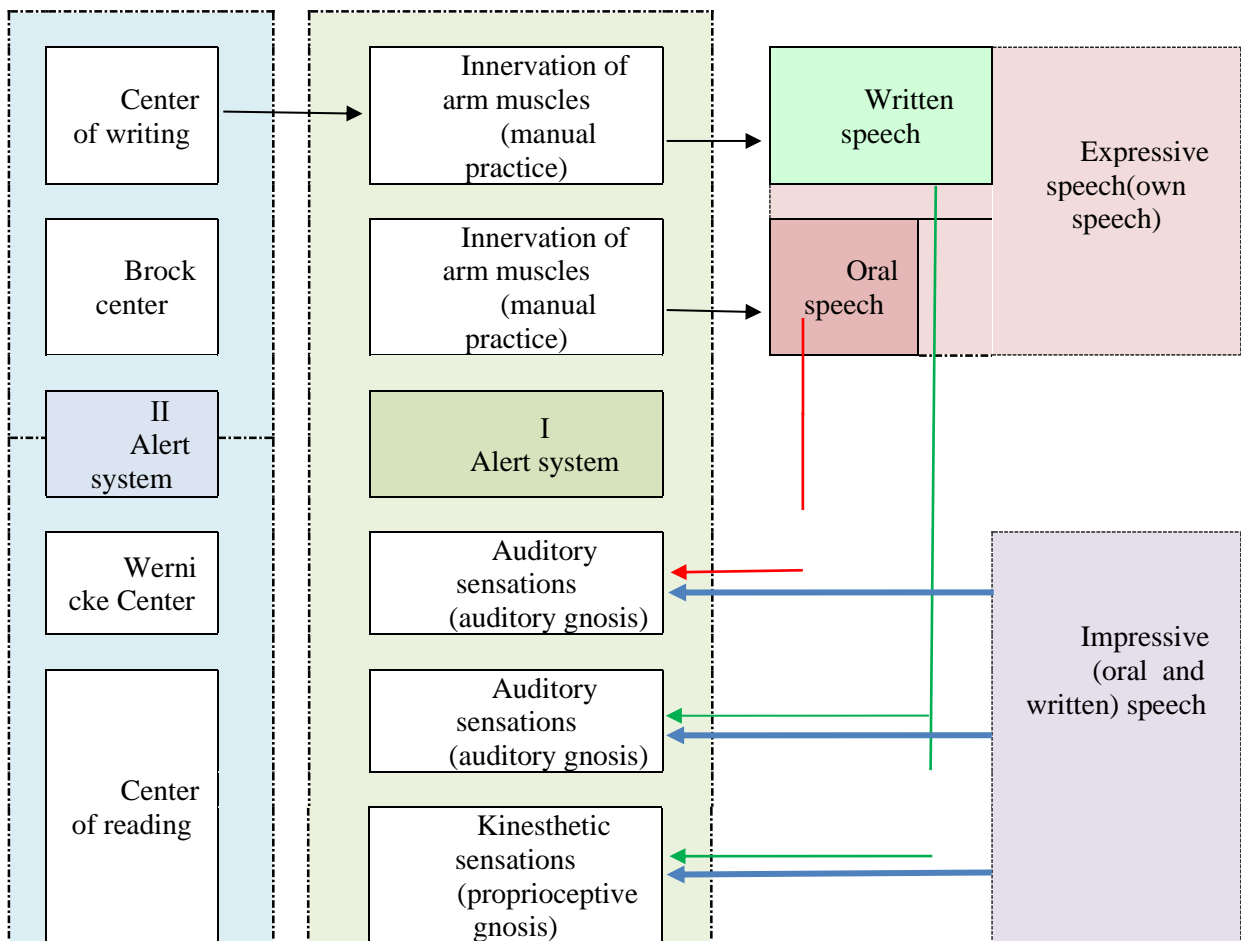 Center
of writing
Innervation of
arm muscles
(manual
practice)
Written
speech
Expressive
speech(own
speech)
Brock
center
Innervation of
arm muscles
(manual
practice)
Oral
speech
II
Alert
system
I
Alert system
Werni
cke Center
Auditory
sensations
(auditory gnosis)
Impressive
(oral and
written) speech
Auditory
sensations
(auditory gnosis)
Center
of reading
Kinesthetic
sensations
(proprioceptive
gnosis)